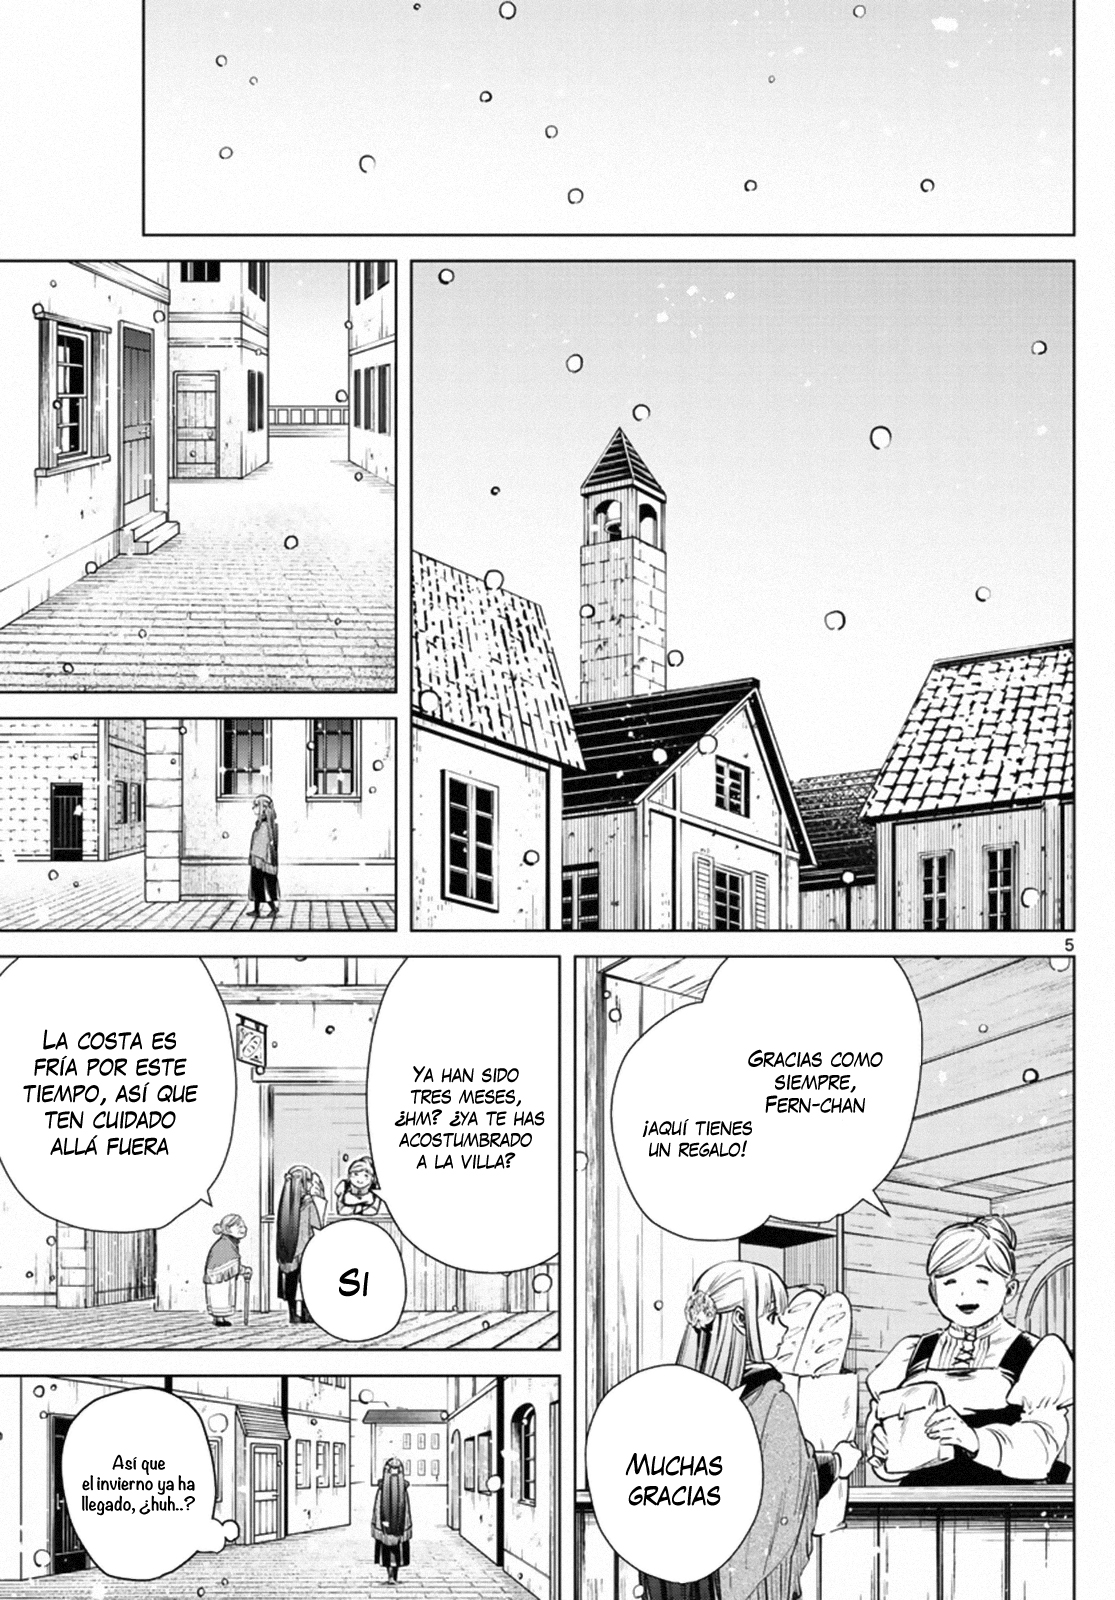 5
GRACIAS COMO
SIEMPRE,
FERN-CHAN
¡AQUÍ TIENES
UN REGALO!
MUCHAS
GRACIAS
YA HAN SIDO
TRES MESES,
¿HM? ¿YA TE HAS
ACOSTUMBRADO
A LA VILLA?
SI
LA COSTA ES
FRÍA POR ESTE
TIEMPO, ASÍ QUE
TEN CUIDADO
ALLÁ FUERA
Así que
el invierno ya ha
llegado, ¿huh..?